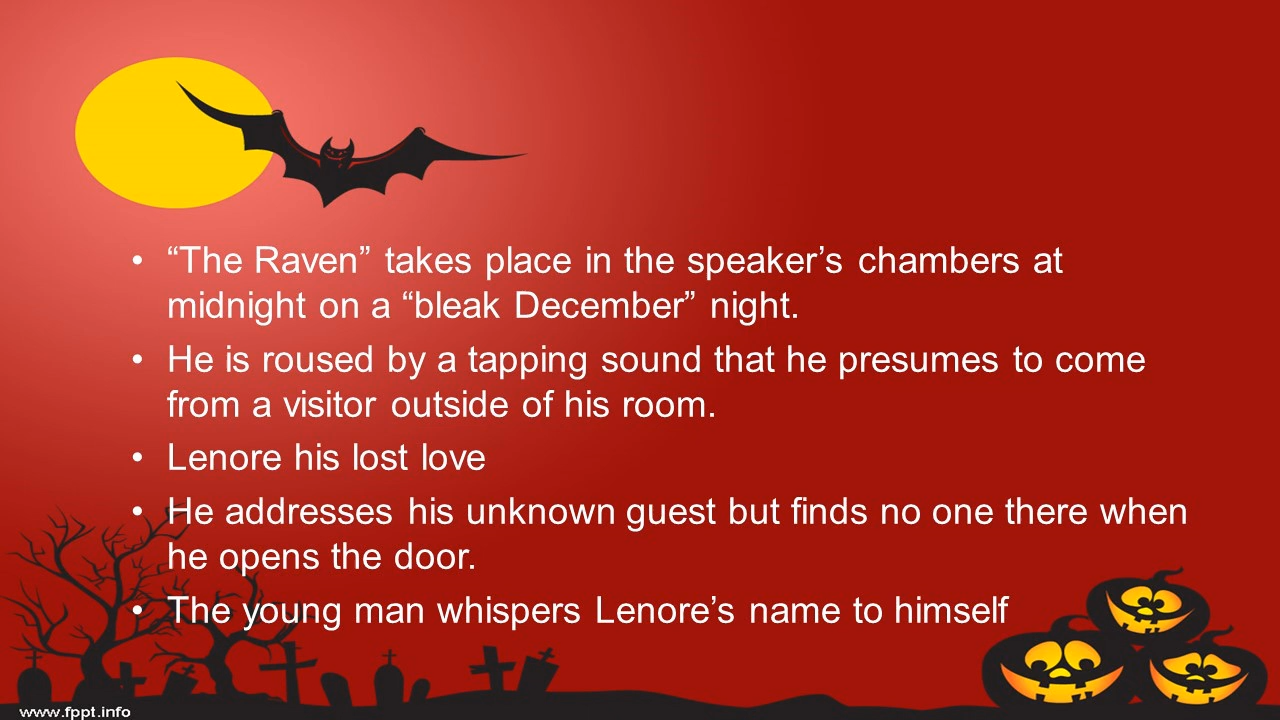 • “The Raven” takes place in the speaker’s chambers at
midnight on a “bleak December” night.
• He is roused by a tapping sound that he presumes to come
from a visitor outside of his room.
• Lenore his lost love
• He addresses his unknown guest but finds no one there when
he opens the door.
• The young man whispers Lenore’s name to himself
www.fppt.info